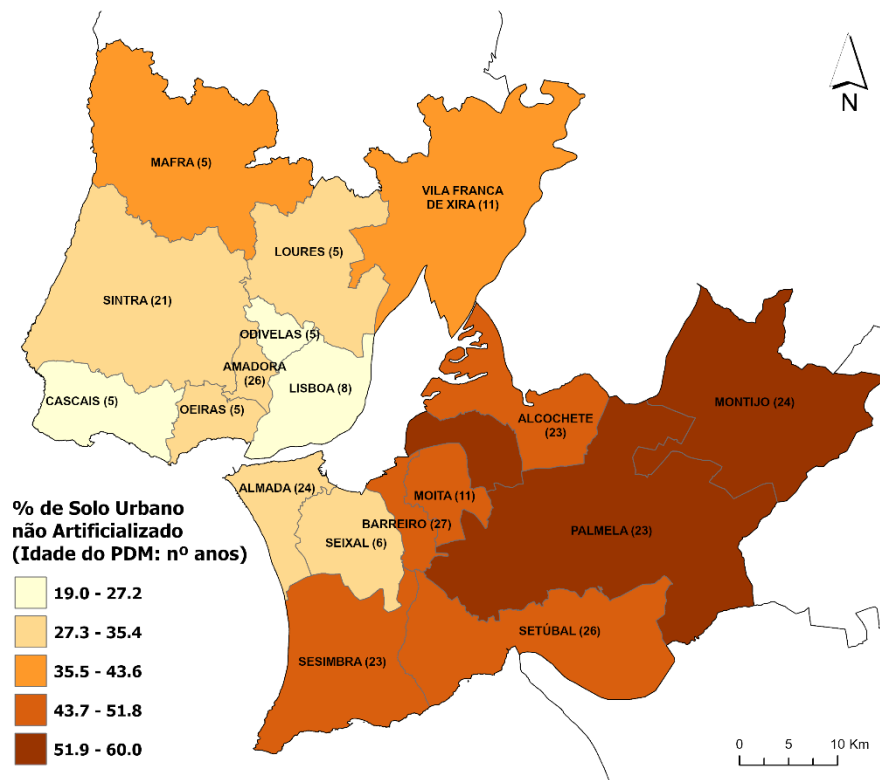 N
MAFRA (5)
VILA FRANCA
DE XIRA (11)
LOURES (5)
SINTRA (21)
ODIVELAS (5)
AMADORA
(26)
LISBOA (8)
CASCAIS (5)
OEIRAS (5)
MONTIJO (24)
ALCOCHETE
(23)
ALMADA (24)
MOITA (11)
BARREIRO (27)
SEIXAL (6)
PALMELA (23)
SETÚBAL (26)
SESIMBRA (23)
% de Solo Urbano
não Artificializado
(Idade do PDM: nº anos)
19.0 - 27.2
27.3 - 35.4
35.5 - 43.6
43.7 - 51.8
51.9 - 60.0
0 5 10 Km